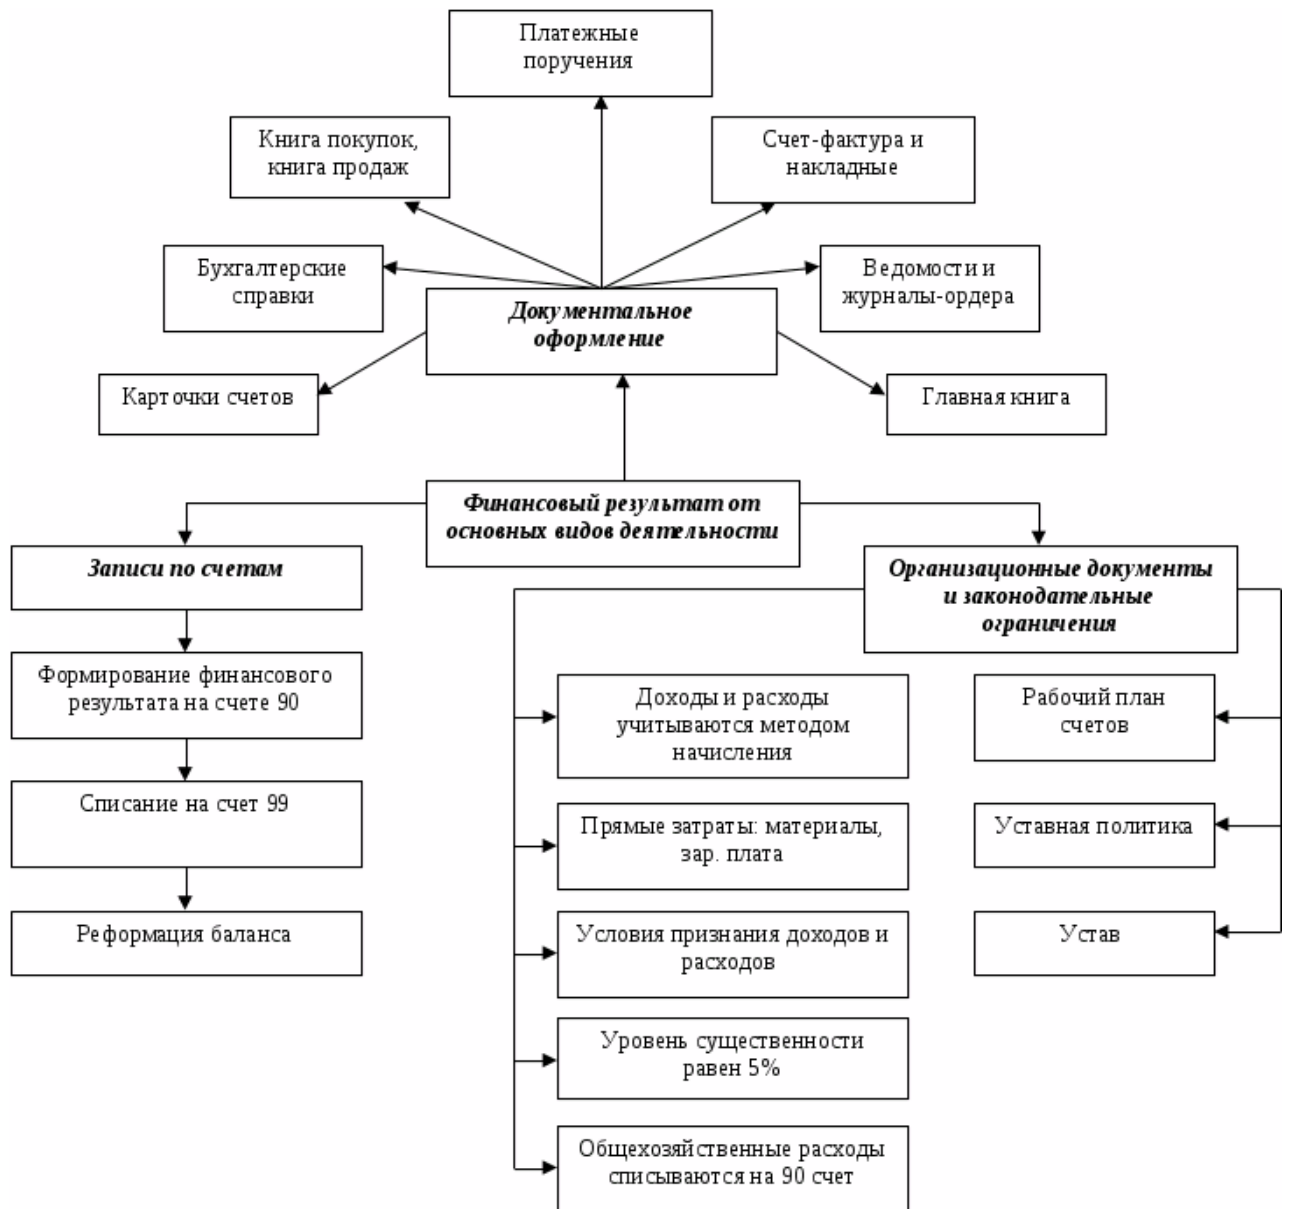 Платежные
поручения
Книга покупок,
книга продаж
Счет-фактура и
накладные
Бухгалтерские
справки
Ведомости и
журналы-ордера
Документальное
оформление
Карточки счетов
Главная книга
Финансовый результат от
основных видов деятельности
Записи по счетам
Организационные документы
и законодательные
ограничения
Формирование финансового
результата на счете 90
Списание на счет 99
Реформация баланса
Доходы и расходы
учитываются методом
начисления
Прямые затраты: материалы,
зар. плата
Условия признания доходов и
расходов
Уровень существенности
равен 5%
Общехозяйственные расходы
списываются на 90 счет
Рабочий план
счетов
Уставная политика
Устав